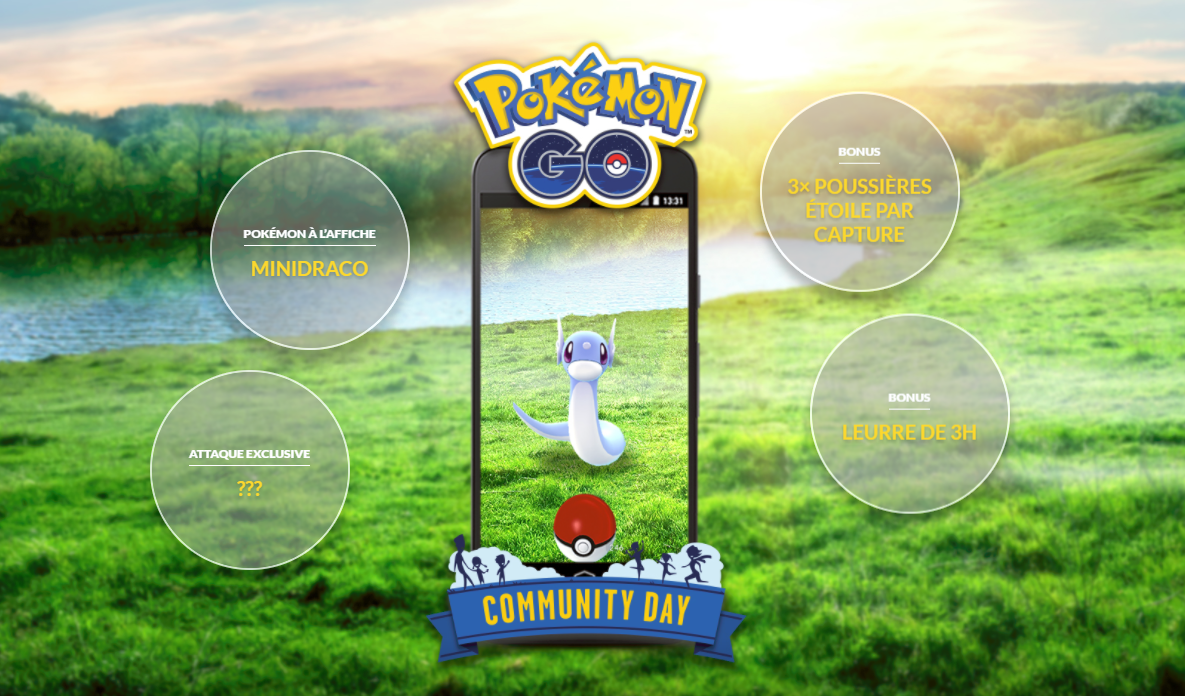 POKÉMON
GO
TM
13:31
POKÉMON À L'AFFICHE
MINIDRACO
ATTAQUE EXCLUSIVE
???
BONUS
3× POUSSIÈRES
ÉTOILE PAR
CAPTURE
BONUS
LEURRE DE 3H
COMMUNITY DAY